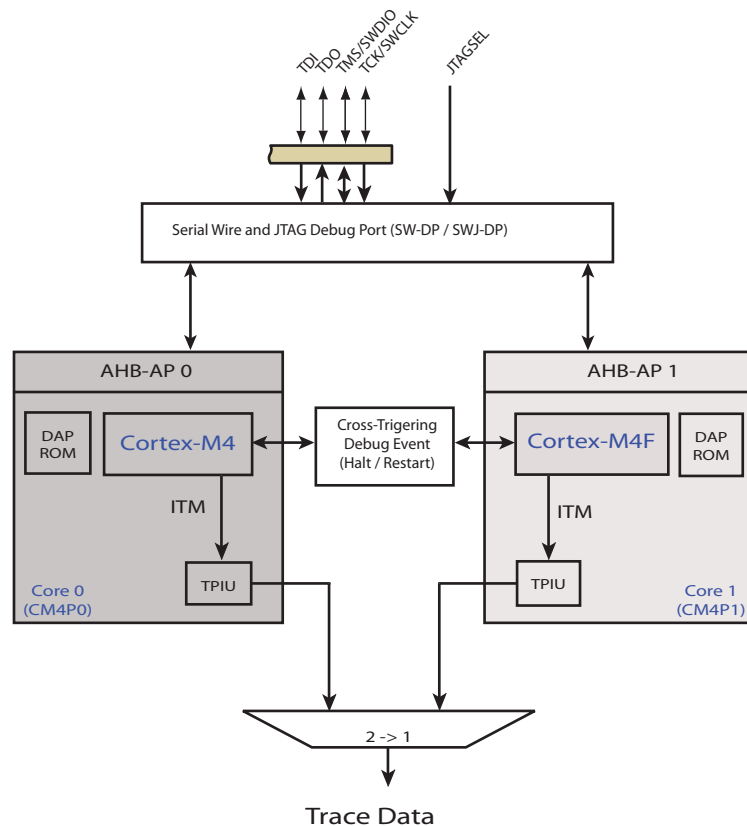 TDI
TDO
TMS/SWDIO
TCK/SWCLK
JTAGSEL
Serial Wire and JTAG Debug Port (SW-DP / SWJ-DP)
AHB-AP 0
AHB-AP 1
DAP
ROM
Cortex-M4
Cross-Trigering
Debug Event
(Halt / Restart)
Cortex-M4F
DAP
ROM
ITM
ITM
TPIU
TPIU
Core 0
(CM4P0)
Core 1
(CM4P1)
2 -> 1
Trace Data